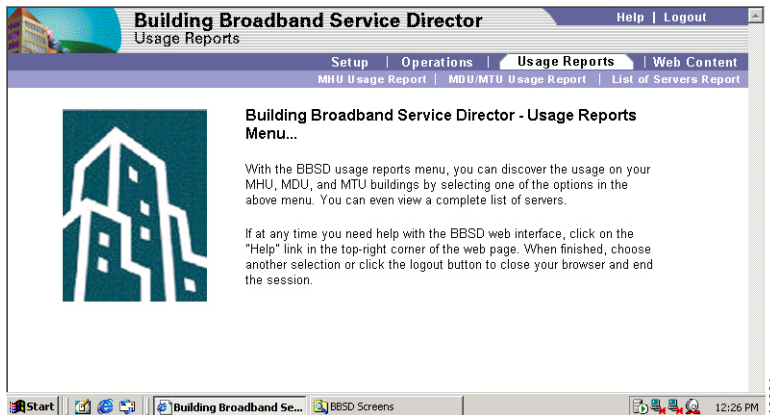 Building Broadband Service Director
Help | Logout
Usage Reports
Setup | Operations | Usage Reports | Web Content
MHU Usage Report | MDU/MTU Usage Report | List of Servers Report
Building Broadband Service Director - Usage Reports
Menu...
With the BBSD usage reports menu, you can discover the usage on your
MHU, MDU, and MTU buildings by selecting one of the options in the
above menu. You can even view a complete list of servers.
If at any time you need help with the BBSD web interface, click on the
"Help" link in the top-right corner of the web page. When finished, choose
another selection or click the logout button to close your browser and end
the session.
Start
Building Broadband Se...
BBSD Screens
12:26 PM